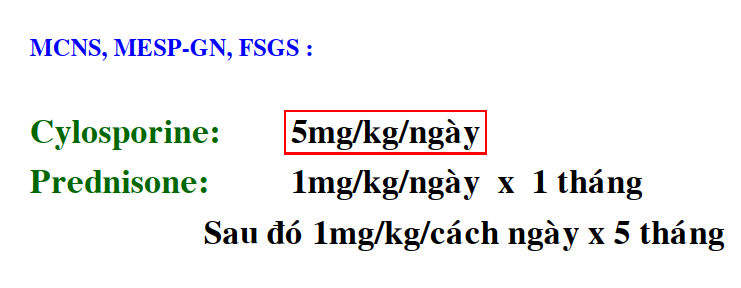 MCNS, MESP-GN, FSGS :
Cylosporine: 5mg/kg/ngày
Prednisone: 1mg/kg/ngày x 1 tháng
Sau đó 1mg/kg/cách ngày x 5 tháng